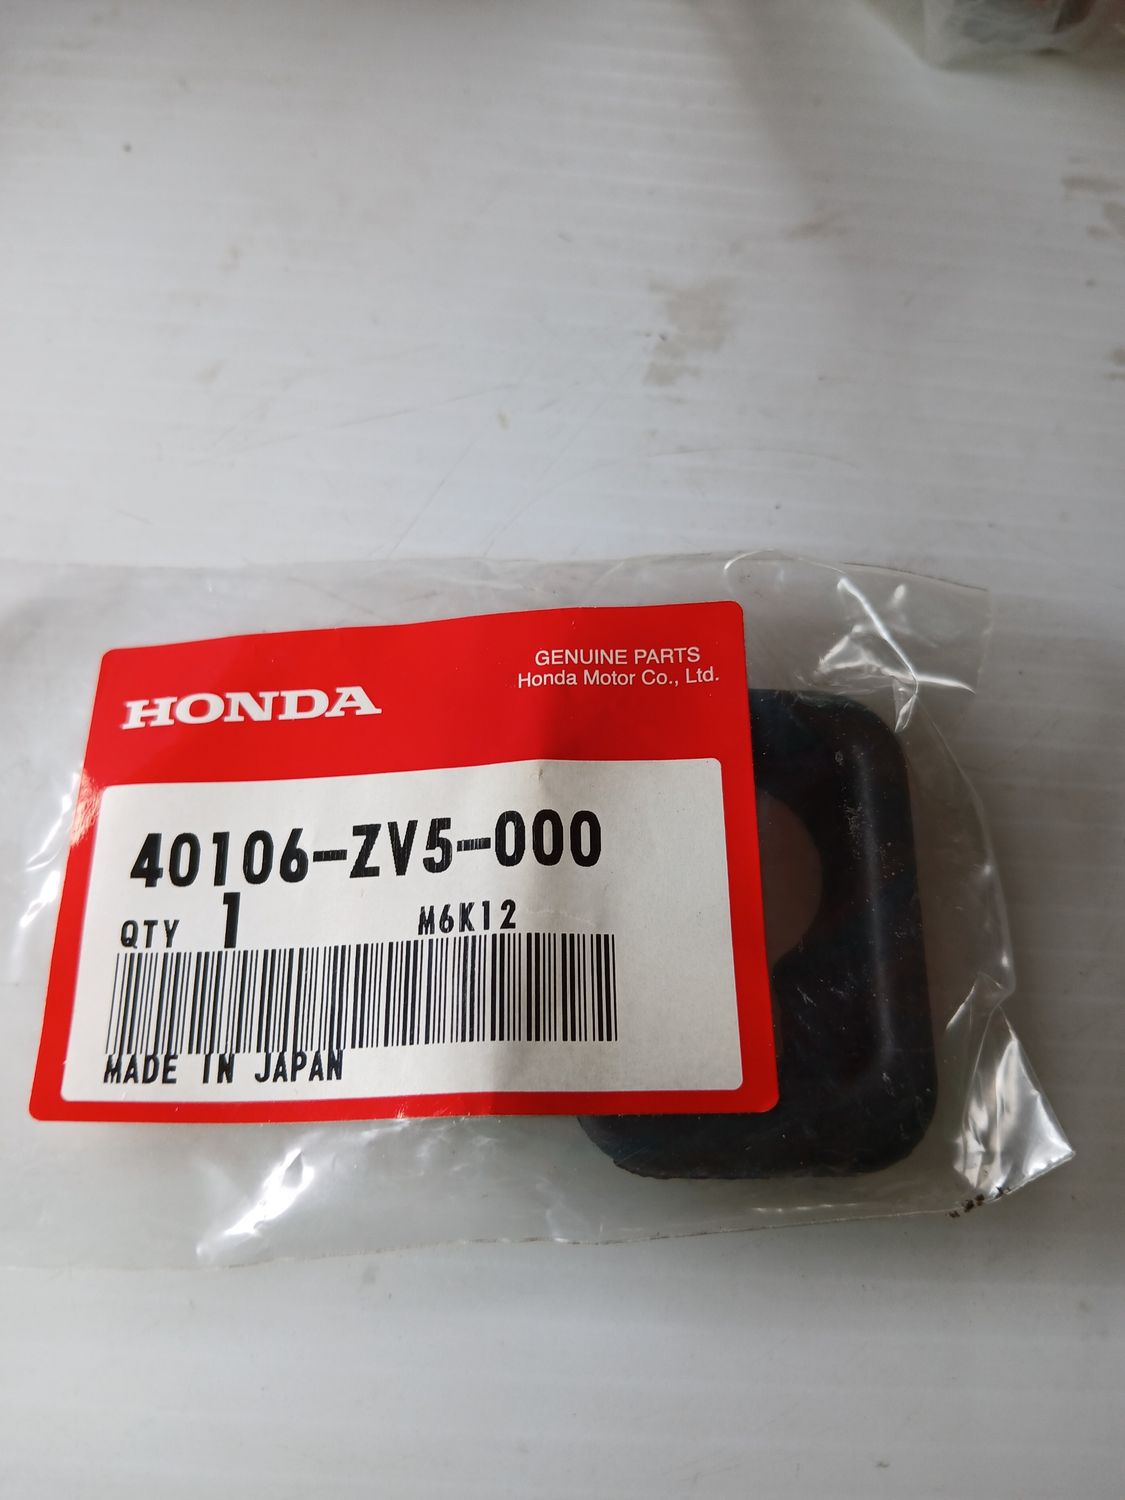 GENUINE PARTS
Honda Motor Co., Ltd.
HONDA
40106-ZV5-000
QTY 1 M6K12
MADE IN JAPAN